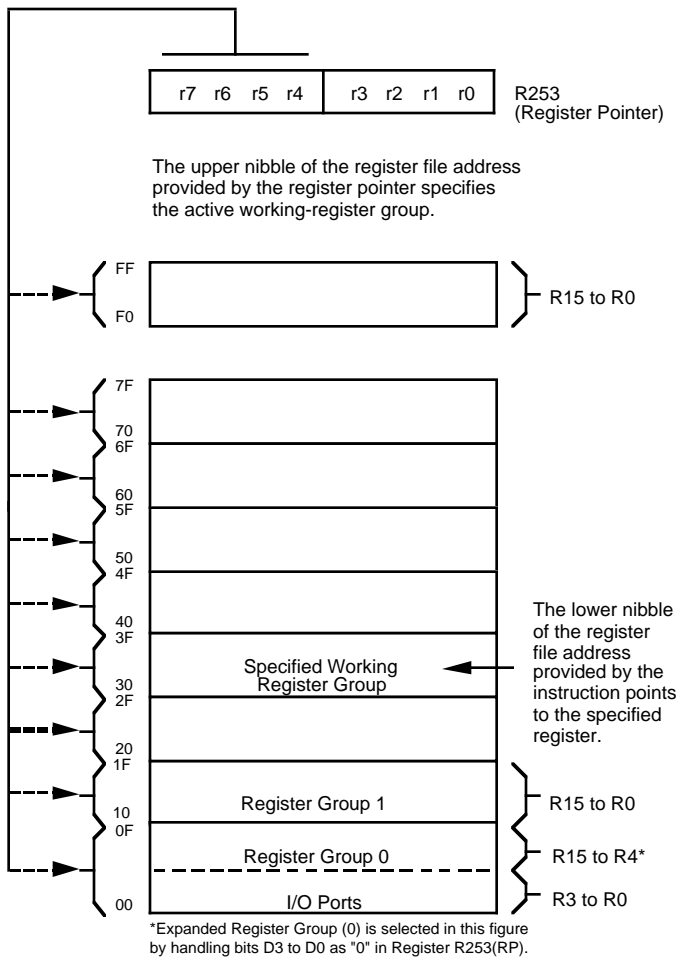 r7 r6 r5 r4 r3 r2 r1 r0 R253
(Register Pointer)
The upper nibble of the register file address
provided by the register pointer specifies
the active working-register group.
FF
R15 to R0
F0
7F
70
6F
60
5F
50
4F
40
3F
Specified Working
Register Group
30
2F
The lower nibble
of the register
file address
provided by the
instruction points
to the specified
register.
20
1F
Register Group 1
R15 to R0
10
0F
Register Group 0
R15 to R4*
00
I/O Ports
R3 to R0
*Expanded Register Group (0) is selected in this figure
by handling bits D3 to D0 as "0" in Register R253(RP).